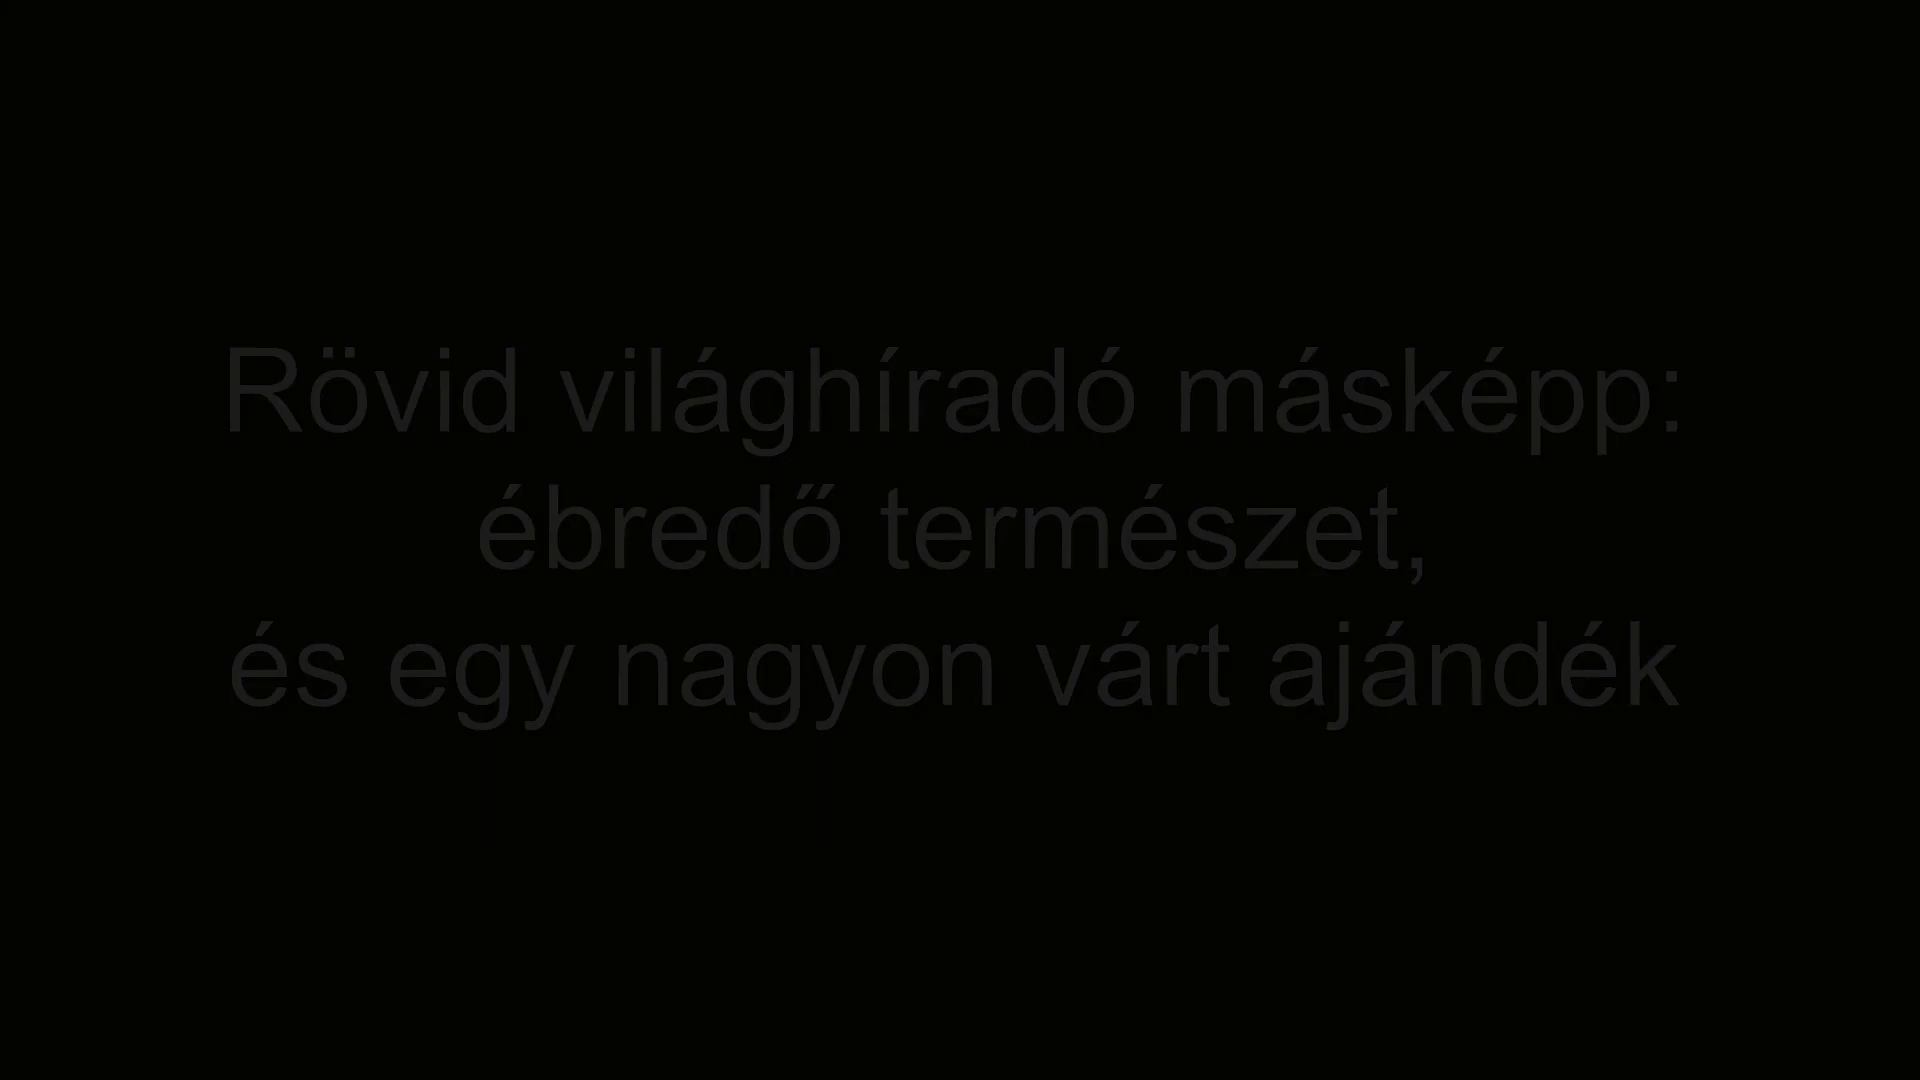 Rövid világhíradó másképp:
ébredő természet,
és egy nagyon várt ajándék